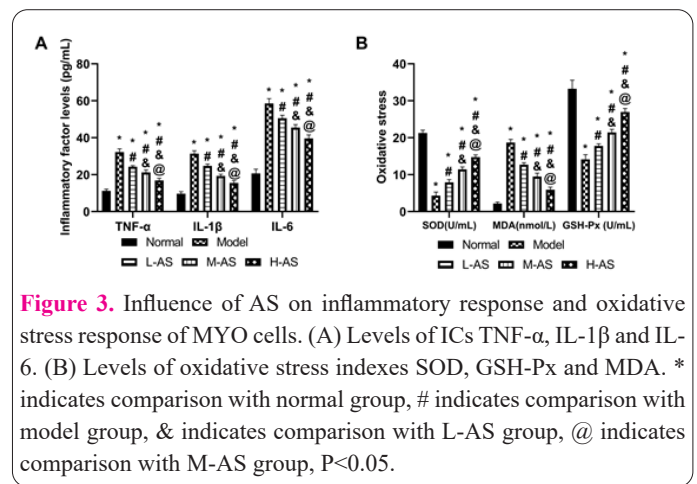 A
B
Inflammatory factor levels (pg/mL)
80
60
40
20
0
* * # * # & * # & @
* * # * # & * # & @
* * # * # & * # & @
TNF-α IL-1β IL-6
Normal Model
L-AS M-AS H-AS
Oxidative stress
40
30
20
10
0
* * # * # & * # & @
* * # * # & * # & @
* * # * # & * # & @
SOD(U/mL) MDA(nmol/L) GSH-Px (U/mL)
Normal Model
L-AS M-AS H-AS
Figure 3. Influence of AS on inflammatory response and oxidative
stress response of MYO cells. (A) Levels of ICs TNF-α, IL-1β and IL-
6. (B) Levels of oxidative stress indexes SOD, GSH-Px and MDA. *
indicates comparison with normal group, # indicates comparison with
model group, & indicates comparison with L-AS group, @ indicates
comparison with M-AS group, P<0.05.